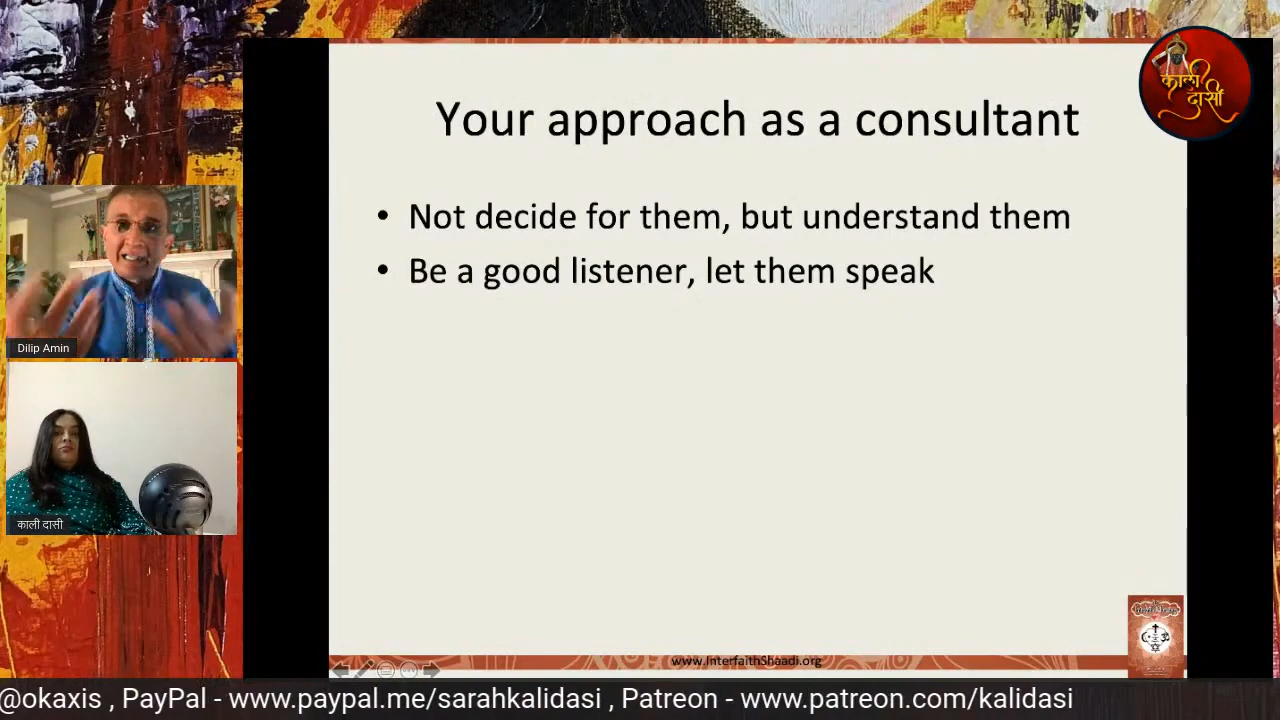 Your approach as a consultant
काली
दासी
• Not decide for them, but understand them
• Be a good listener, let them speak
Dilip Amin
काली दासी
www.InterfaithShaadi.org
@okaxis , PayPal - www.paypal.me/sarahkalidasi , Patreon - www.patreon.com/kalidasi